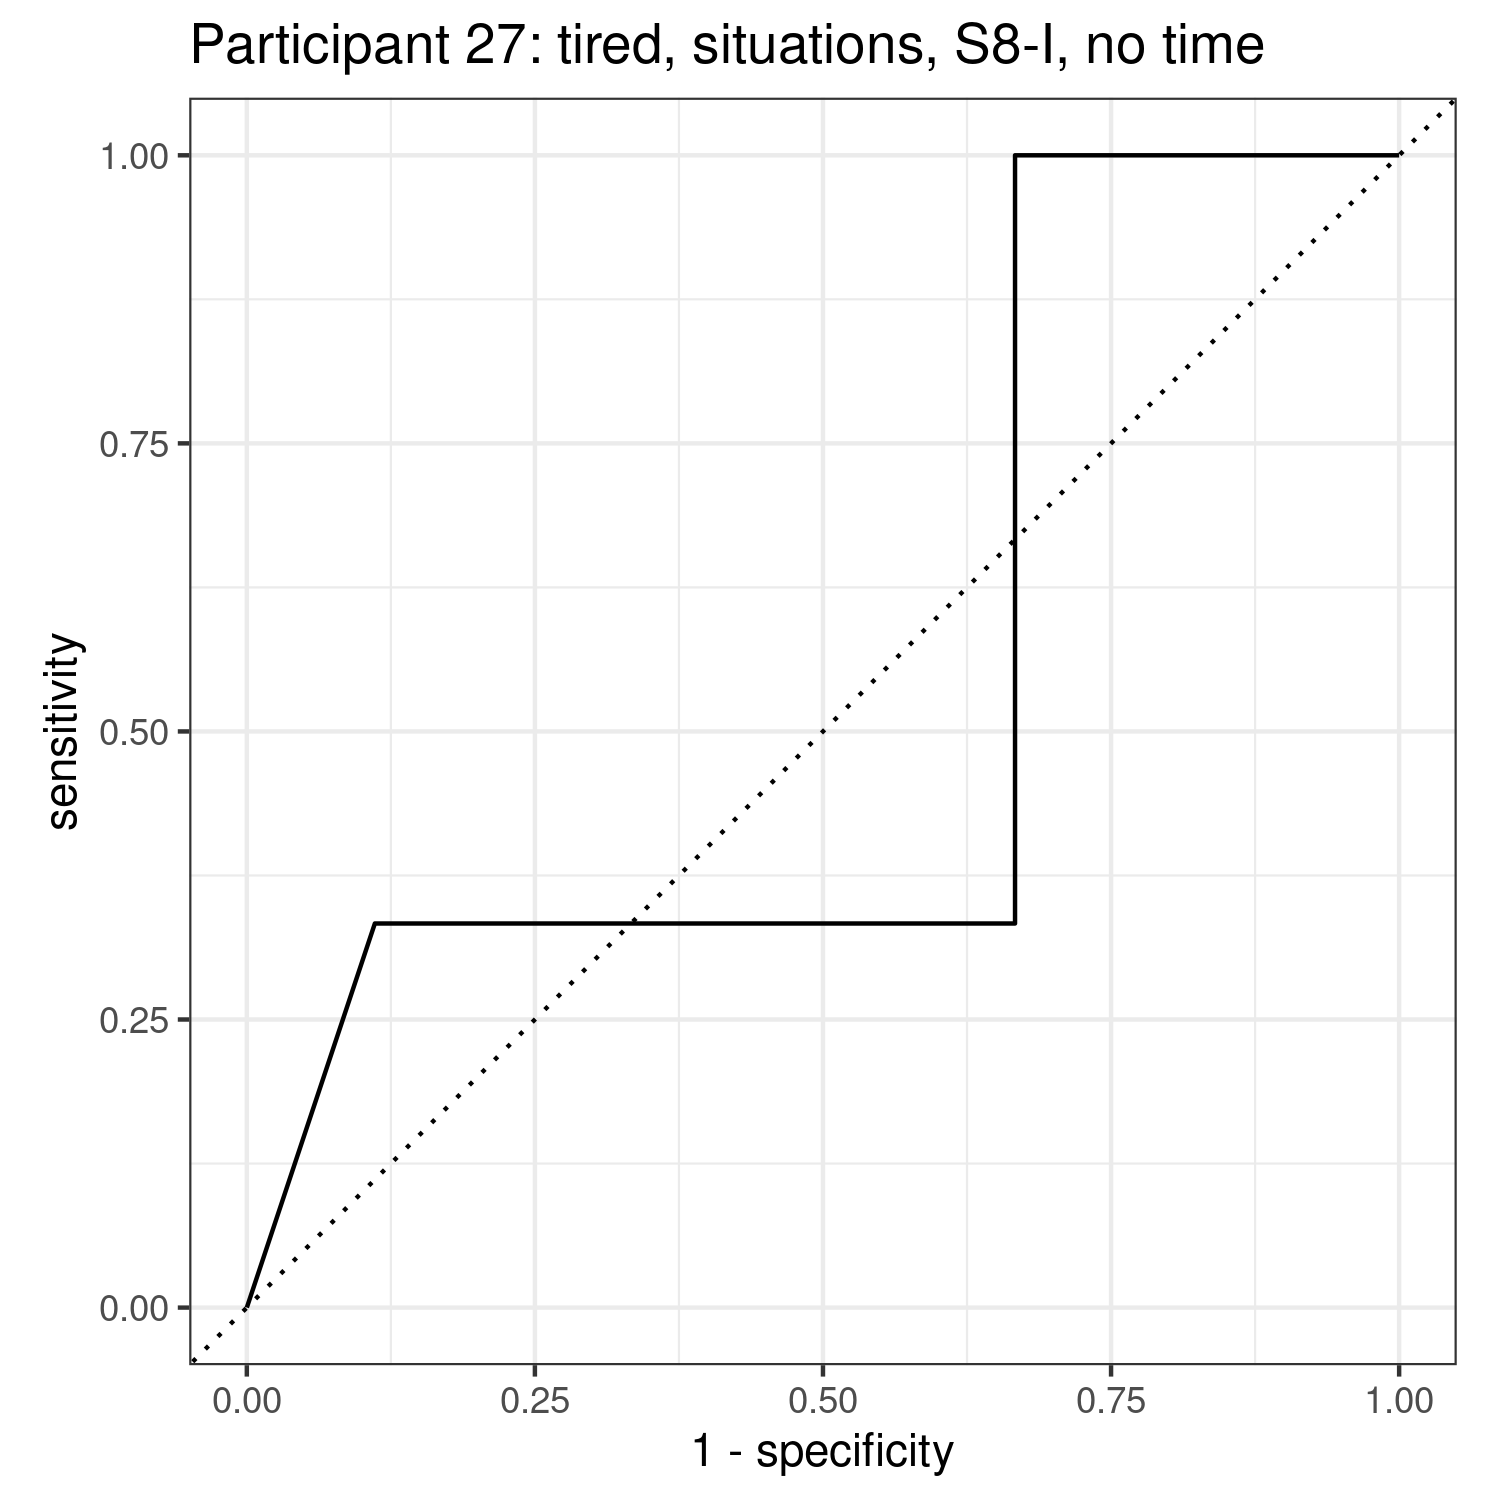 Participant 27: tired, situations, S8-I, no time
1.00
0.75
0.50
0.25
0.00
sensitivity
0.00 0.25 0.50 0.75 1.00
1 - specificity